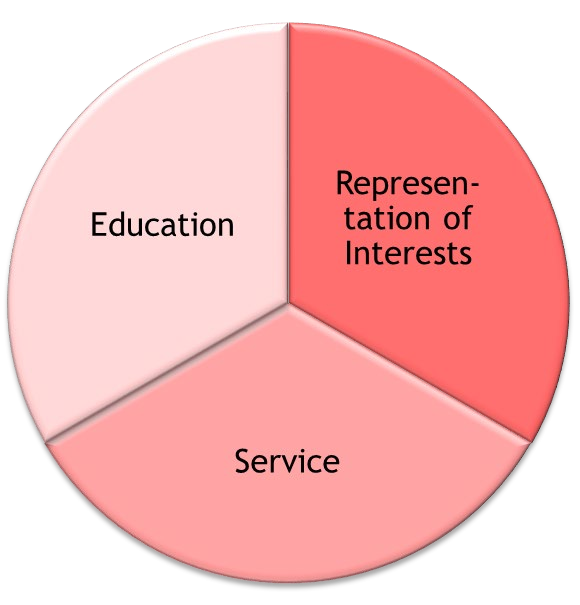 Represen-
tation of
Interests
Education
Service